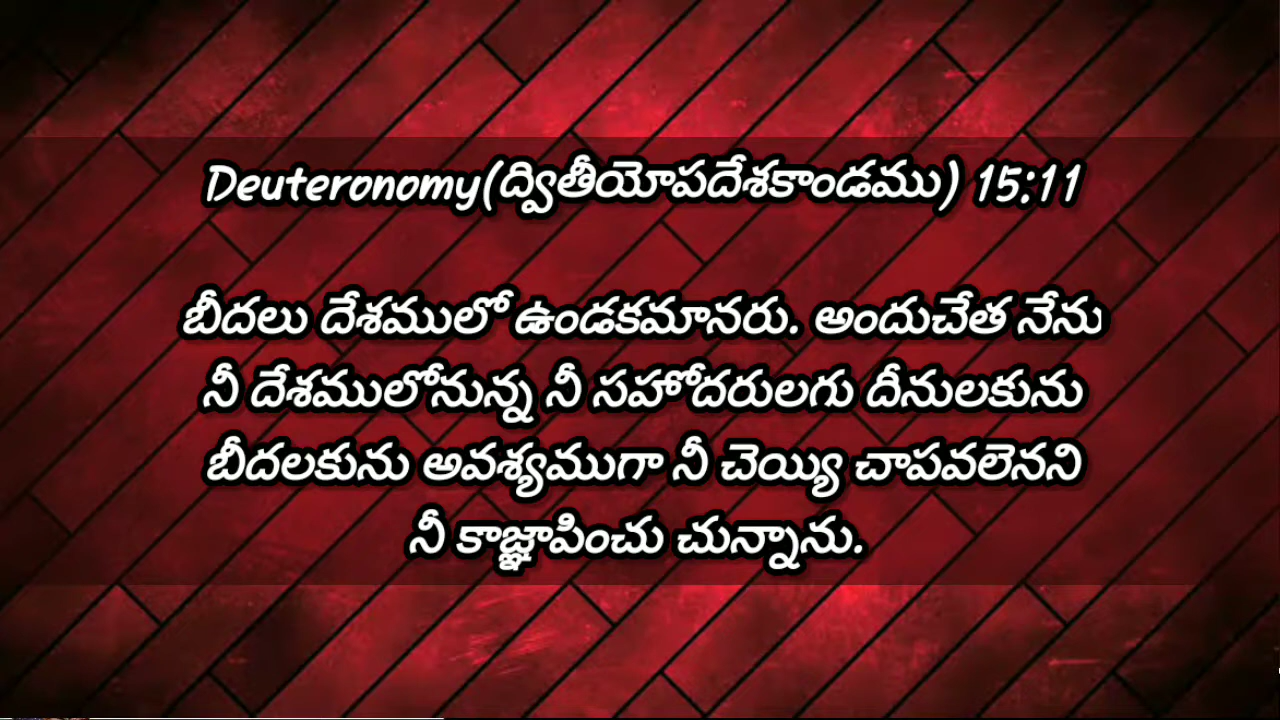 Deuteronomy(ద్వితీయోపదేశకాండము) 15:11
బీదలు దేశములో ఉండకమానరు. అందుచేత నేను
నీ దేశములోనున్న నీ సహోదరులగు దీనులకును
బీదలకును అవశ్యముగా నీ చెయ్యి చాపవలెనని
నీ కాజ్ఞాపించు చున్నాను.